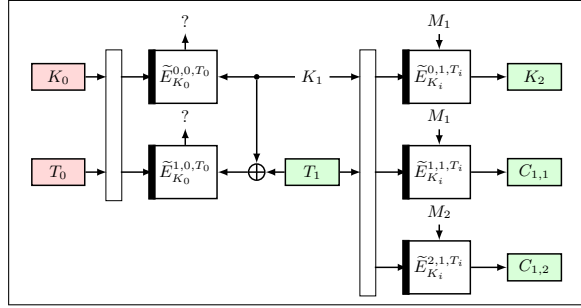 ? M_1
K_0 \widetilde{E}_{K_0}^{0,0,T_0} K_1 \widetilde{E}_{K_i}^{0,1,T_i} K_2
? M_1
T_0 \widetilde{E}_{K_0}^{1,0,T_0} ⊕ T_1 \widetilde{E}_{K_i}^{1,1,T_i} C_{1,1}
M_2
\widetilde{E}_{K_i}^{2,1,T_i} C_{1,2}